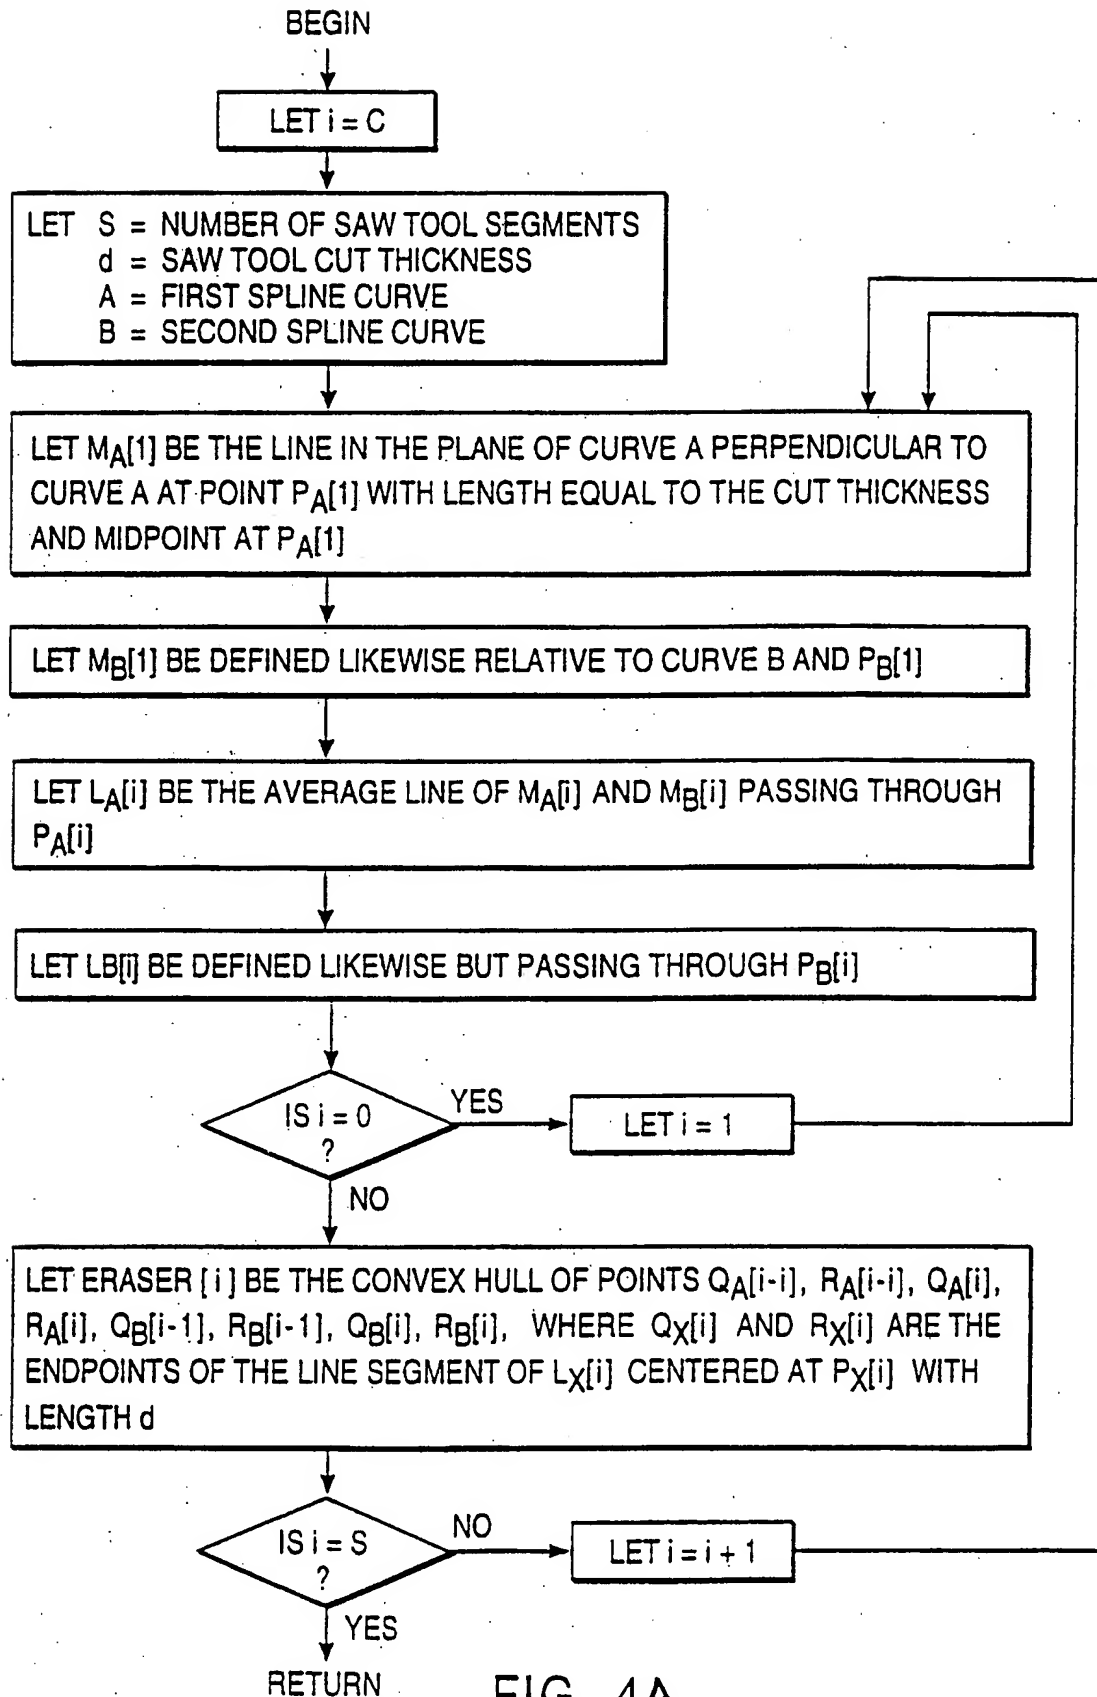 BEGIN
LET i = C
LET S = NUMBER OF SAW TOOL SEGMENTS
d = SAW TOOL CUT THICKNESS
A = FIRST SPLINE CURVE
B = SECOND SPLINE CURVE
LET MA[1] BE THE LINE IN THE PLANE OF CURVE A PERPENDICULAR TO
CURVE A AT POINT PA[1] WITH LENGTH EQUAL TO THE CUT THICKNESS
AND MIDPOINT AT PA[1]
LET MB[1] BE DEFINED LIKEWISE RELATIVE TO CURVE B AND PB[1]
LET LA[i] BE THE AVERAGE LINE OF MA[i] AND MB[i] PASSING THROUGH
PA[i]
LET LB[i] BE DEFINED LIKEWISE BUT PASSING THROUGH PB[i]
IS i = 0
?
YES
LET i = 1
NO
LET ERASER [i] BE THE CONVEX HULL OF POINTS QA[i-i], RA[i-i], QA[i],
RA[i], QB[i-1], RB[i-1], QB[i], RB[i], WHERE QX[i] AND RX[i] ARE THE
ENDPOINTS OF THE LINE SEGMENT OF LX[i] CENTERED AT PX[i] WITH
LENGTH d
IS i = S
?
NO
LET i = i + 1
YES
RETURN
FIG. 4A